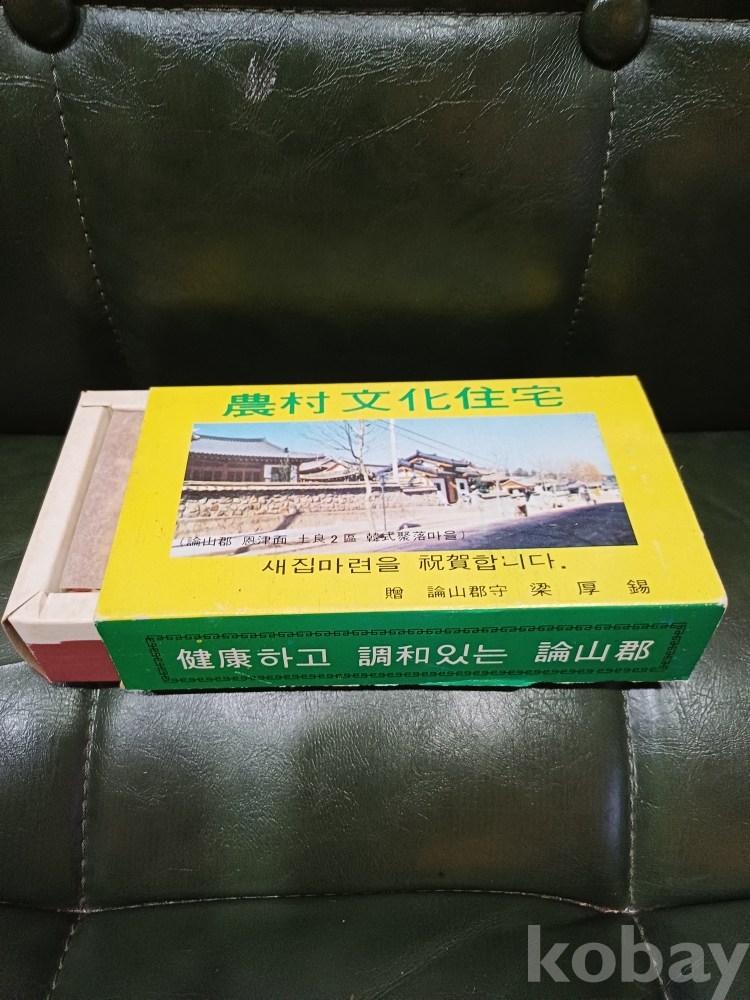 農村 文化住宅
(論山郡 恩津面 土良2區 韓式聚落마을)
새집마련을 祝賀합니다.
贈 論山郡守 梁厚錫
健康하고 調和있는 論山郡
kobay